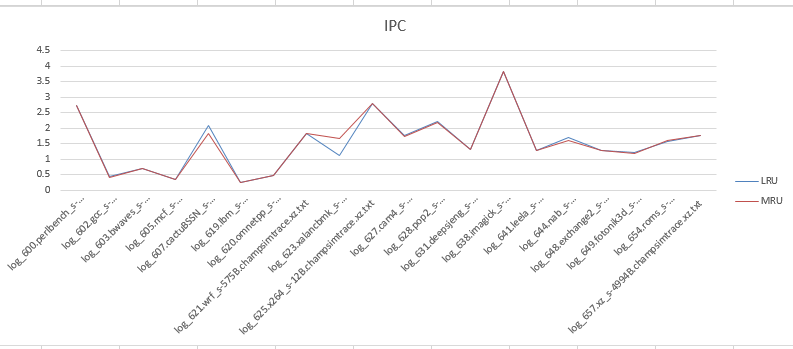 IPC
4.5
4
3.5
3
2.5
2
1.5
1
0.5
0
log_600.perlbench_s-...
log_602.gcc_s-...
log_603.bwaves_s-...
log_605.mcf_s-...
log_607.cactuBSSN_s-...
log_619.lbm_s-...
log_620.omnetpp_s-...
log_621.wrf_s-575B.champsimtrace.xz.txt
log_623.xalancbmk_s-...
log_625.x264_s-12B.champsimtrace.xz.txt
log_627.cam4_s-...
log_628.pop2_s-...
log_631.deepsjeng_s-...
log_638.imagick_s-...
log_641.leela_s-...
log_644.nab_s-...
log_648.exchange2_s-...
log_649.fotonik3d_s-...
log_654.roms_s-...
log_657.xz_s-4994B.champsimtrace.xz.txt
LRU
MRU